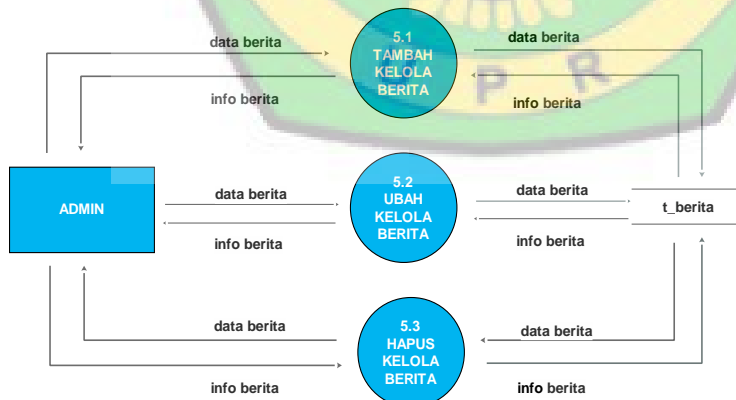 data berita
5.1
TAMBAH
KELOLA
BERITA
data berita
info berita
info berita
U P R
ADMIN
data berita
5.2
UBAH
KELOLA
BERITA
data berita
t_berita
info berita
info berita
data berita
5.3
HAPUS
KELOLA
BERITA
data berita
info berita
info berita